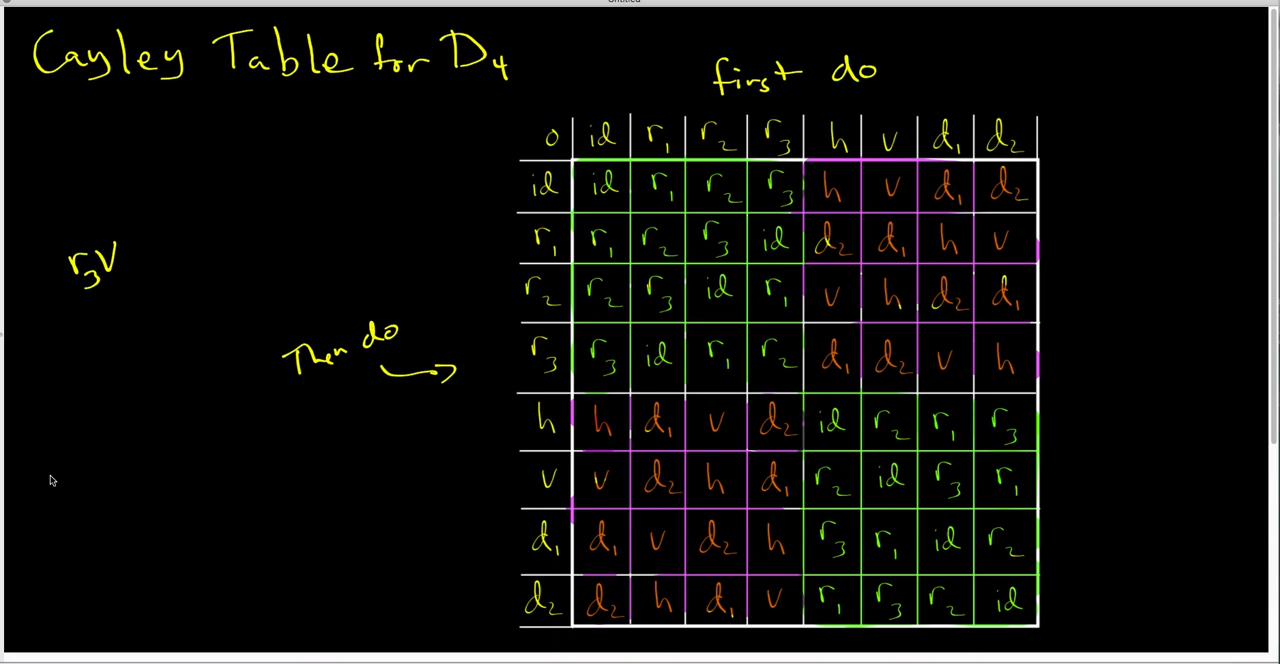 Untitled
Cayley Table for D₄
first do
o id r₁ r₂ r₃ h v d₁ d₂
id id r₁ r₂ r₃ h v d₁ d₂
r₁ r₁ r₂ r₃ id d₂ d₁ h v
r₃v
r₂ r₂ r₃ id r₁ v h d₂ d₁
Then do
r₃ r₃ id r₁ r₂ d₁ d₂ v h
h h d₁ v d₂ id r₂ r₁ r₃
v v d₂ h d₁ r₂ id r₃ r₁
d₁ d₁ v d₂ h r₃ r₁ id r₂
d₂ d₂ h d₁ v r₁ r₃ r₂ id